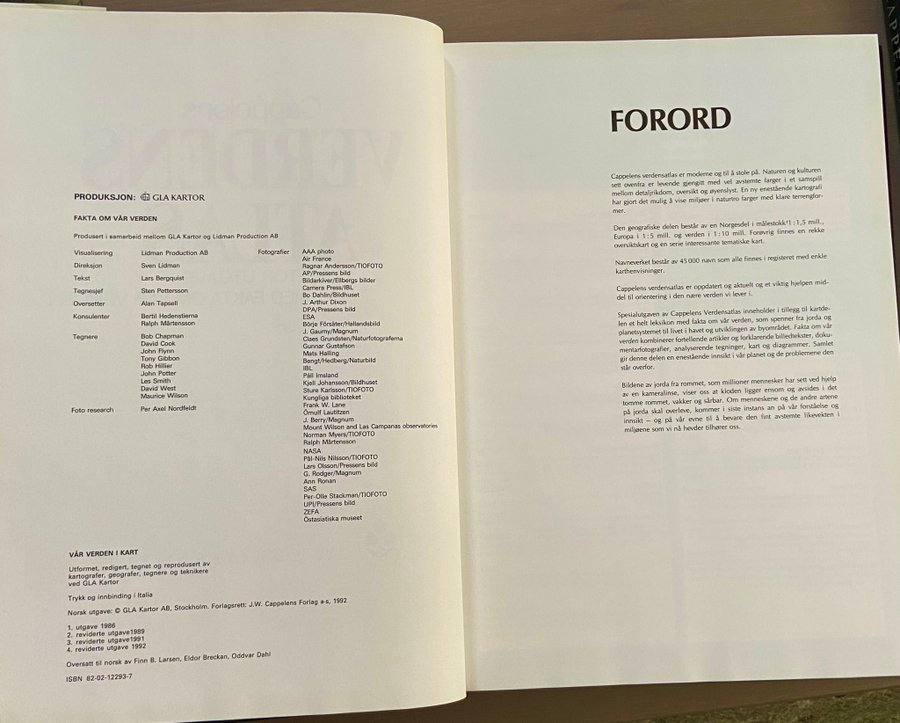 PRODUKSJON: GLA KARTOR
FAKTA OM VÅR VERDEN
Produsert i samarbeid mellom GLA Kartor og Lidman Production AB
Visualisering Lidman Production AB
Direksjon Sven Lidman
Tekst Lars Bergquist
Tegnesjef Sten Pettersson
Oversetter Alan Tapsell
Konsulenter Bertil Hedenstierna
Ralph Mårtensson
Tegnere Bob Chapman
David Cook
John Flynn
Tony Gibbon
Rob Hillier
John Potter
Les Smith
David West
Maurice Wilson
Foto research Per Axel Nordfeldt
Fotografier AAA photo
Air France
Ragnar Andersson/TIOFOTO
AP/Pressens bild
Bildarkiver/Ellbergs bilder
Camera Press/IBL
Bo Dahlin/Bildhuset
J. Arthur Dixon
DPA/Pressens bild
ESA
Börje Försäter/Hallandsbild
J. Gaumy/Magnum
Claes Grundsten/Naturfotograferna
Gunnar Gustafson
Mats Halling
Bengt/Hedberg/Naturbild
IBL
Påll Imsland
Kjell Johansson/Bildhuset
Sture Karlsson/TIOFOTO
Kungliga biblioteket
Frank W. Lane
Örnulf Lautitzen
J. Berry/Magnum
Mount Wilson and Las Campanas observatories
Norman Myers/TIOFOTO
Ralph Mårtensson
NASA
Pål-Nils Nilsson/TIOFOTO
Lars Olsson/Pressens bild
G. Rodger/Magnum
Ann Ronan
SAS
Per-Olle Stackman/TIOFOTO
UPI/Pressens bild
ZEFA
Östasiatiska museet
VÅR VERDEN I KART
Utformet, redigert, tegnet og reprodusert av
kartografer, geografer, tegnere og teknikere
ved GLA Kartor
Trykk og innbinding i Italia
Norsk utgave: © GLA Kartor AB, Stockholm. Forlagsrett: J.W. Cappelens Forlag a·s, 1992
1. utgave 1986
2. reviderte utgave1989
3. reviderte utgave1991
4. reviderte utgave 1992
Oversatt til norsk av Finn B. Larsen, Eldor Breckan, Oddvar Dahl
ISBN 82-02-12293-7
FORORD
Cappelens verdensatlas er moderne og til å stole på. Naturen og kulturen
sett ovenfra er levende gjengitt med vel avstemte farger i et samspill
mellom detaljrikdom, oversikt og øyenslyst. En ny enestående kartografi
har gjort det mulig å vise miljøer i naturtro farger med klare terrengfor-
mer.
Den geografiske delen består av en Norgesdel i målestokk 1:1,5 mill.,
Europa i 1:5 mill. og verden i 1:10 mill. Forøvrig finnes en rekke
oversiktskart og en serie interessante tematiske kart.
Navneverket består av 45 000 navn som alle finnes i registeret med enkle
karthenvisninger.
Cappelens verdensatlas er oppdatert og aktuelt og et viktig hjelpen mid-
del til orientering i den nære verden vi lever i.
Spesialutgaven av Cappelens Verdensatlas inneholder i tillegg til kartde-
len et helt leksikon med fakta om vår verden, som spenner fra jorda og
planetsystemet til livet i havet og utviklingen av byområdet. Fakta om vår
verden kombinerer fortellende artikler og forklarende billedtekster, doku-
mentarfotografier, analyserende tegninger, kart og diagrammer. Samlet
gir denne delen en enestående innsikt i vår planet og de problemene den
står overfor.
Bildene av jorda fra rommet, som millioner mennesker har sett ved hjelp
av en kameralinse, viser oss at kloden ligger ensom og avsides i det
tomme rommet, vakker og sårbar. Om menneskene og de andre artene
på jorda skal overleve, kommer i siste instans an på vår forståelse og
innsikt – og på vår evne til å bevare den fint avstemte likevekten i
miljøene som vi nå hevder tilhører oss.